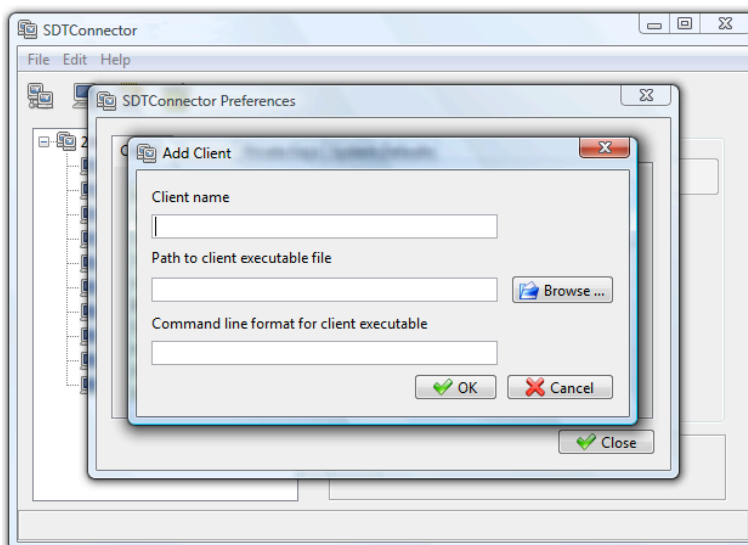 SDTConnector
File Edit Help
SDTConnector Preferences
2
Add Client
Client name
Path to client executable file
Browse ...
Command line format for client executable
OK
Cancel
Close